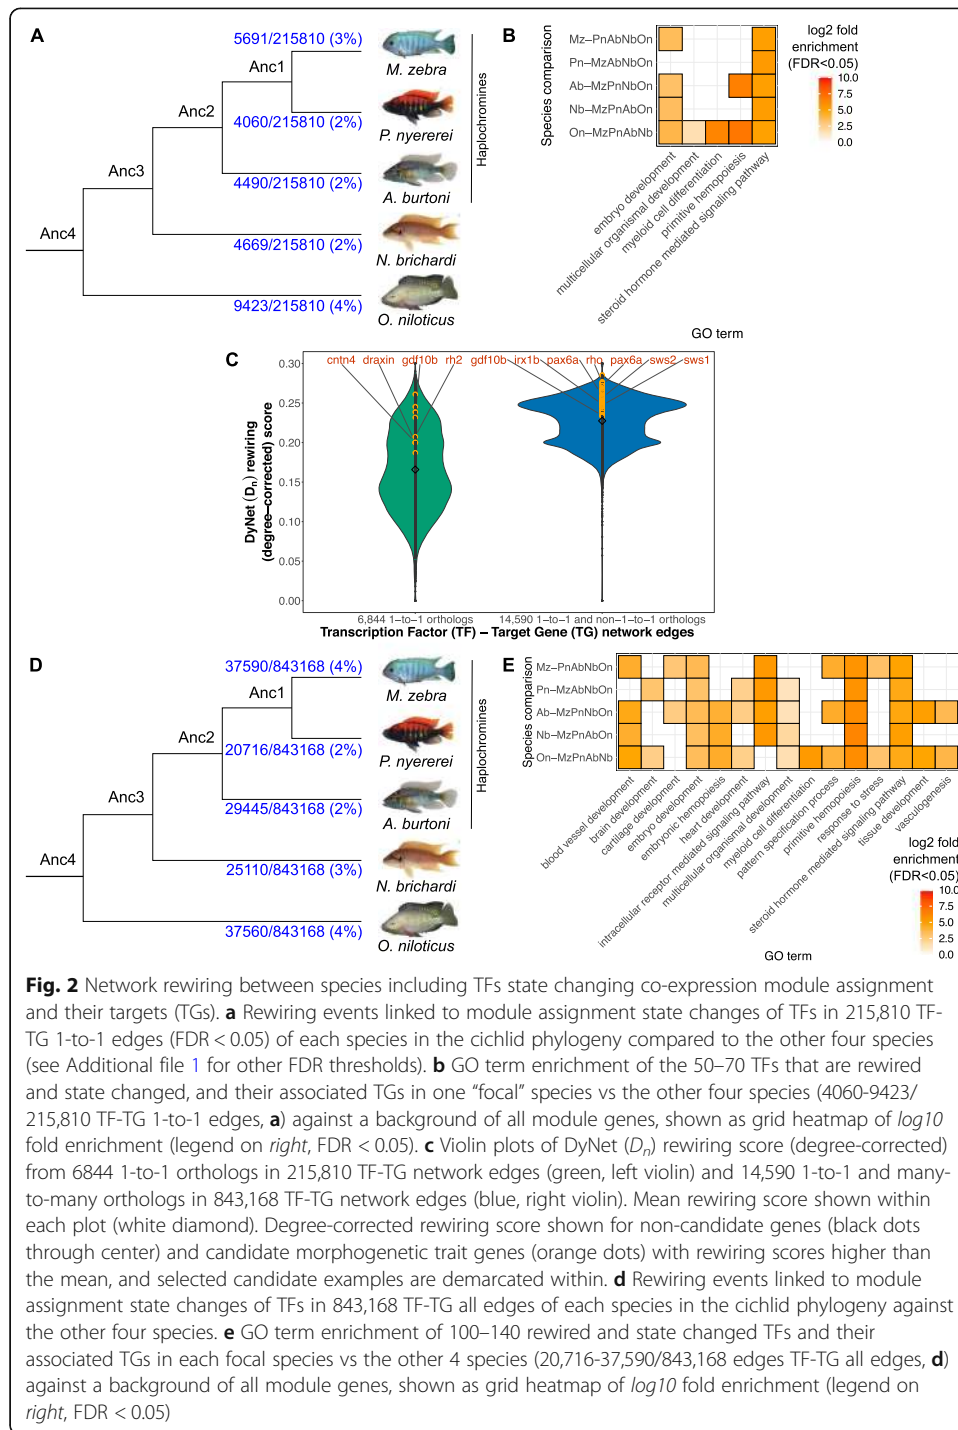 A
5691/215810 (3%)
M. zebra
Anc1
Anc2
4060/215810 (2%)
P. nyererei
Haplochromines
Anc3
4490/215810 (2%)
A. burtoni
Anc4
4669/215810 (2%)
N. brichardi
9423/215810 (4%)
O. niloticus
B
log2 fold
enrichment
(FDR<0.05)
10.0
7.5
5.0
2.5
0.0
Species comparison
Mz–PnAbNbOn
Pn–MzAbNbOn
Ab–MzPnNbOn
Nb–MzPnAbOn
On–MzPnAbNb
embryo development
multicellular organismal development
myeloid cell differentiation
primitive hemopoiesis
steroid hormone mediated signaling pathway
GO term
C
cntn4 draxin gdf10b rh2 gdf10b irx1b pax6a rho pax6a sws2 sws1
DyNet (Dn) rewiring
(degree–corrected) score
0.30
0.25
0.20
0.15
0.10
0.05
0.00
6,844 1–to–1 orthologs 14,590 1–to–1 and non–1–to–1 orthologs
Transcription Factor (TF) – Target Gene (TG) network edges
D
37590/843168 (4%)
M. zebra
Anc1
Anc2
20716/843168 (2%)
P. nyererei
Haplochromines
Anc3
29445/843168 (2%)
A. burtoni
Anc4
25110/843168 (3%)
N. brichardi
37560/843168 (4%)
O. niloticus
E
Species comparison
Mz–PnAbNbOn
Pn–MzAbNbOn
Ab–MzPnNbOn
Nb–MzPnAbOn
On–MzPnAbNb
blood vessel development
brain development
cartilage development
embryo development
embryonic hemopoiesis
heart development
intracellular receptor mediated signaling pathway
multicellular organismal development
myeloid cell differentiation
pattern specification process
primitive hemopoiesis
response to stress
steroid hormone mediated signaling pathway
tissue development
vasculogenesis
GO term
log2 fold
enrichment
(FDR<0.05)
10.0
7.5
5.0
2.5
0.0
Fig. 2 Network rewiring between species including TFs state changing co-expression module assignment
and their targets (TGs). a Rewiring events linked to module assignment state changes of TFs in 215,810 TF-
TG 1-to-1 edges (FDR < 0.05) of each species in the cichlid phylogeny compared to the other four species
(see Additional file 1 for other FDR thresholds). b GO term enrichment of the 50–70 TFs that are rewired
and state changed, and their associated TGs in one “focal” species vs the other four species (4060-9423/
215,810 TF-TG 1-to-1 edges, a) against a background of all module genes, shown as grid heatmap of log10
fold enrichment (legend on right, FDR < 0.05). c Violin plots of DyNet (Dn) rewiring score (degree-corrected)
from 6844 1-to-1 orthologs in 215,810 TF-TG network edges (green, left violin) and 14,590 1-to-1 and many-
to-many orthologs in 843,168 TF-TG network edges (blue, right violin). Mean rewiring score shown within
each plot (white diamond). Degree-corrected rewiring score shown for non-candidate genes (black dots
through center) and candidate morphogenetic trait genes (orange dots) with rewiring scores higher than
the mean, and selected candidate examples are demarcated within. d Rewiring events linked to module
assignment state changes of TFs in 843,168 TF-TG all edges of each species in the cichlid phylogeny against
the other four species. e GO term enrichment of 100–140 rewired and state changed TFs and their
associated TGs in each focal species vs the other 4 species (20,716-37,590/843,168 edges TF-TG all edges, d)
against a background of all module genes, shown as grid heatmap of log10 fold enrichment (legend on
right, FDR < 0.05)